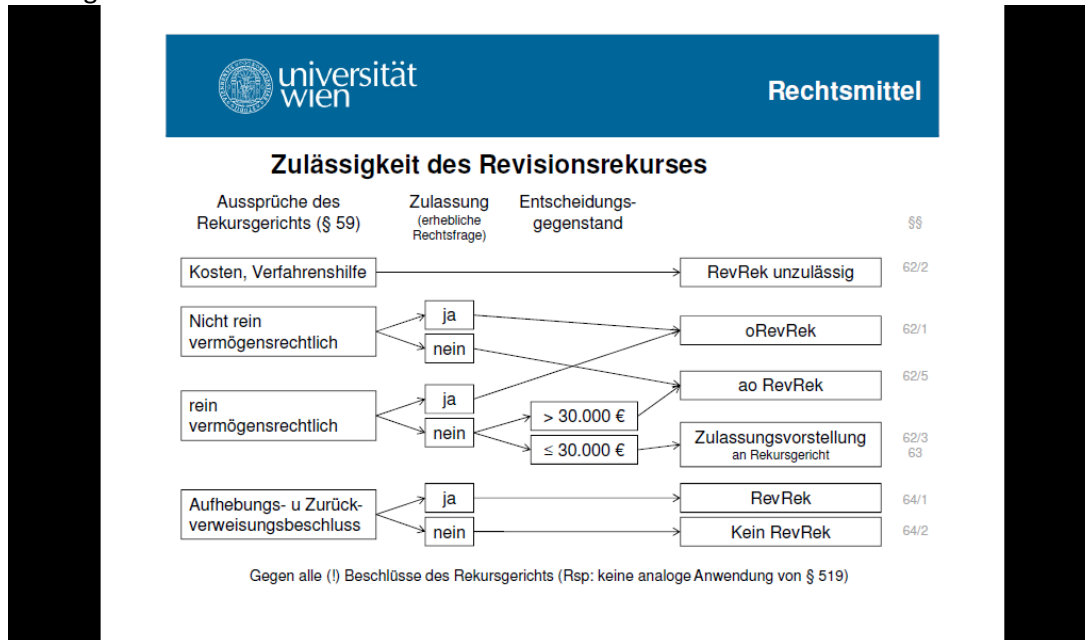 universität
wien
Rechtsmittel
Zulässigkeit des Revisionsrekurses
Aussprüche des
Rekursgerichts (§ 59)
Zulassung
(erhebliche
Rechtsfrage)
Entscheidungs-
gegenstand
§§
Kosten, Verfahrenshilfe
RevRek unzulässig
62/2
Nicht rein
vermögensrechtlich
ja
nein
oRevRek
62/1
ao RevRek
62/5
rein
vermögensrechtlich
ja
nein
> 30.000 €
≤ 30.000 €
Zulassungsvorstellung
an Rekursgericht
62/3
63
Aufhebungs- u Zurück-
verweisungsbeschluss
ja
nein
RevRek
64/1
Kein RevRek
64/2
Gegen alle (!) Beschlüsse des Rekursgerichts (Rsp: keine analoge Anwendung von § 519)